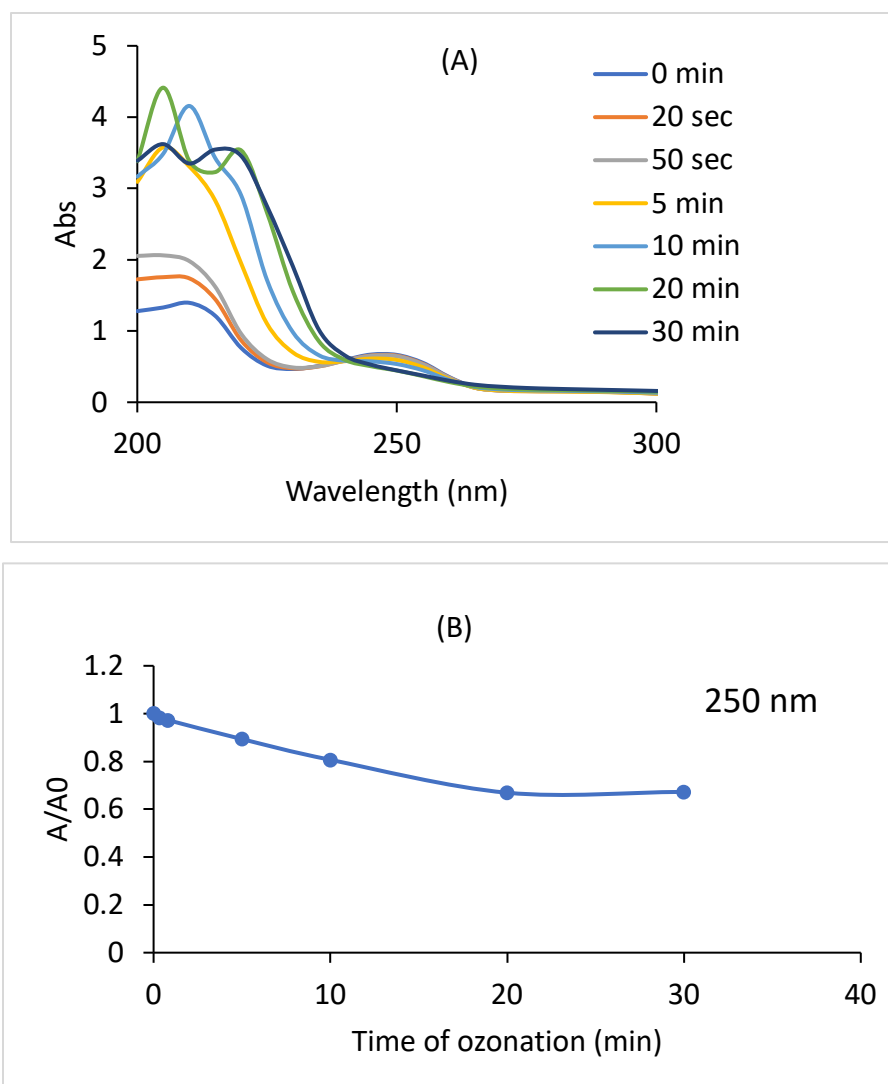 (A)
5
4
3
2
1
0
Abs
200
250
300
Wavelength (nm)
0 min
20 sec
50 sec
5 min
10 min
20 min
30 min
(B)
250 nm
1.2
1
0.8
0.6
0.4
0.2
0
A/A0
0
10
20
30
40
Time of ozonation (min)